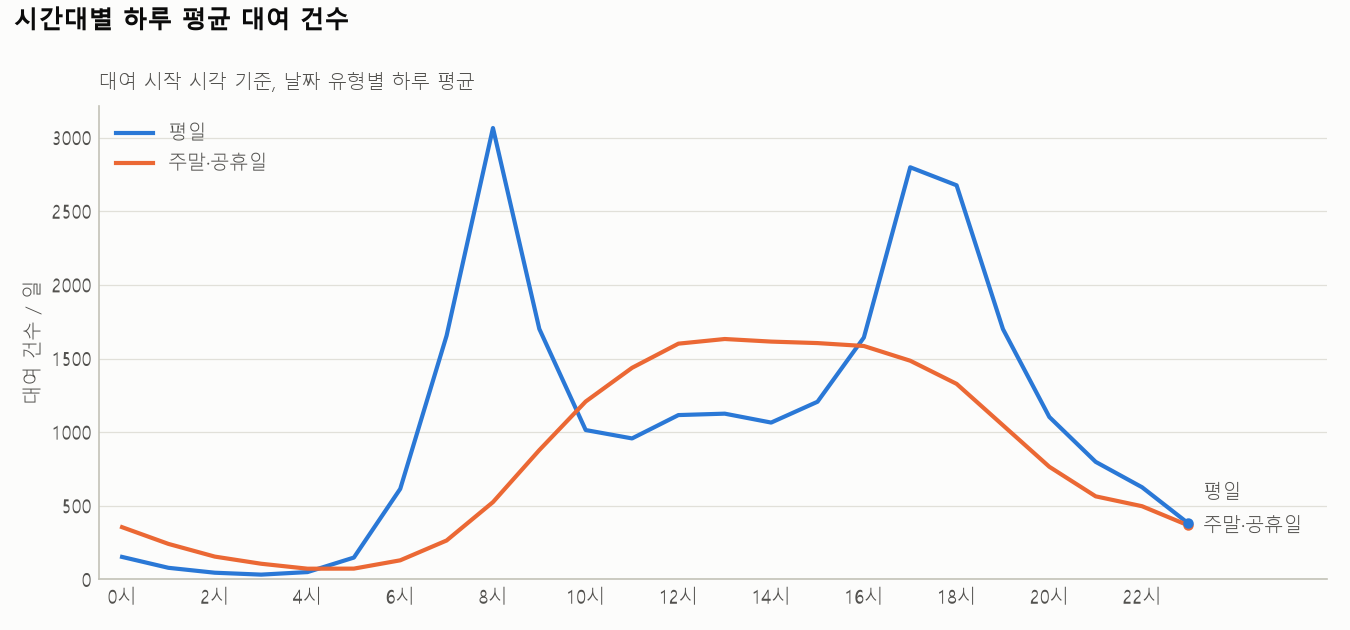 시간대별 하루 평균 대여 건수
대여 시작 시각 기준, 날짜 유형별 하루 평균
평일
주말·공휴일
대여 건수 / 일
3000
2500
2000
1500
1000
500
0
평일
주말·공휴일
0시 2시 4시 6시 8시 10시 12시 14시 16시 18시 20시 22시